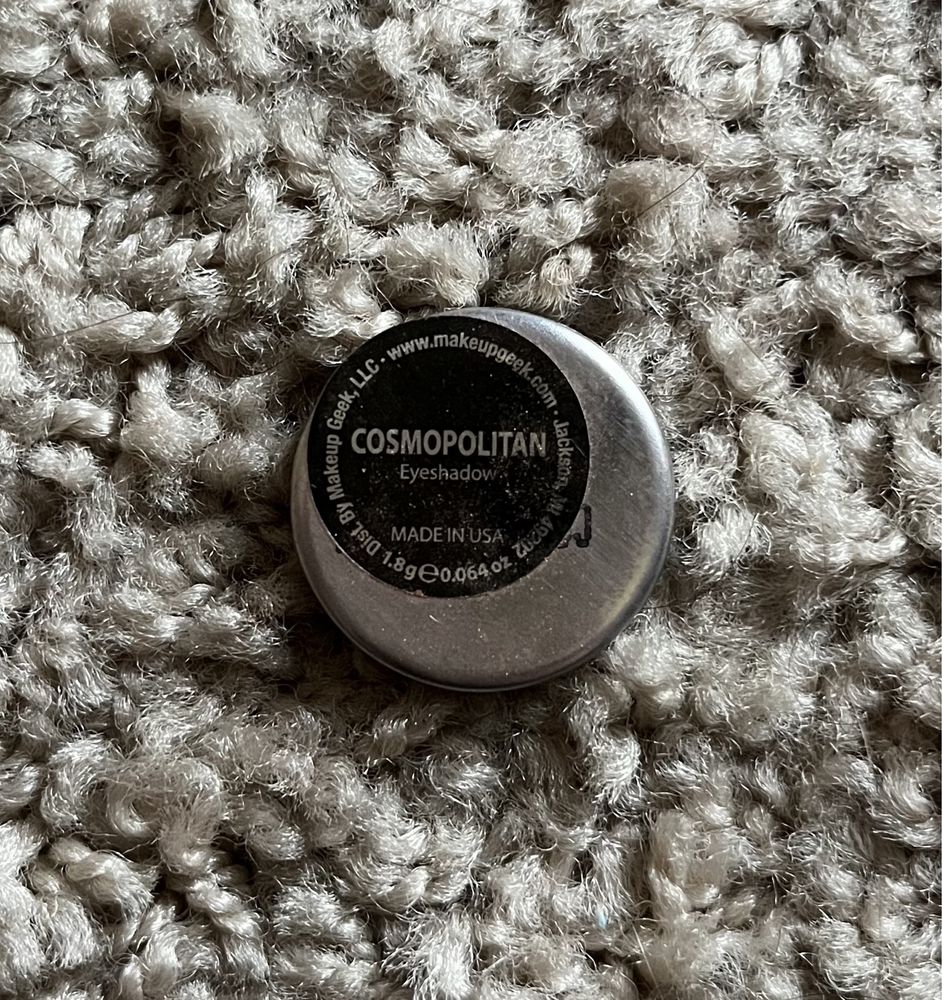 Dist. By Makeup Geek, LLC · www.makeupgeek.com · Jackson, MI,
COSMOPOLITAN
Eyeshadow
MADE IN USA
1.8g℮0.064 oz